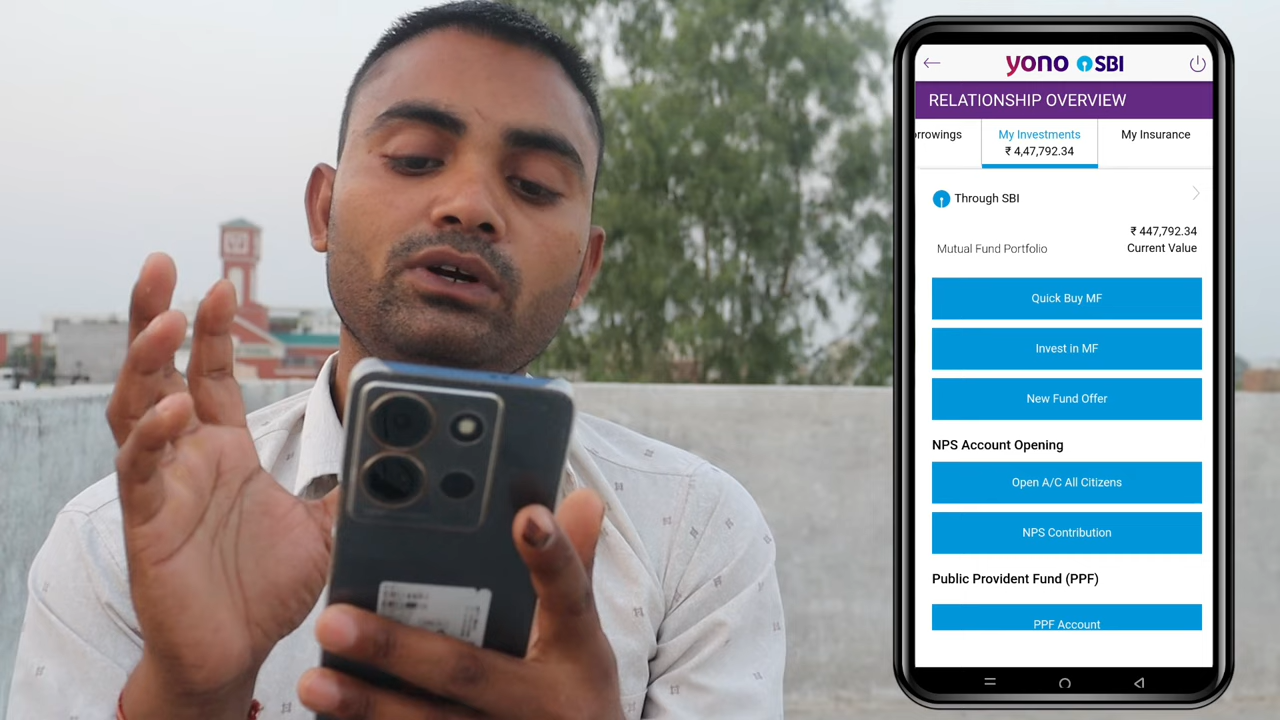 yono SBI
RELATIONSHIP OVERVIEW
rrowings
My Investments
₹ 4,47,792.34
My Insurance
Through SBI
₹ 447,792.34
Mutual Fund Portfolio
Current Value
Quick Buy MF
Invest in MF
New Fund Offer
NPS Account Opening
Open A/C All Citizens
NPS Contribution
Public Provident Fund (PPF)
PPF Account